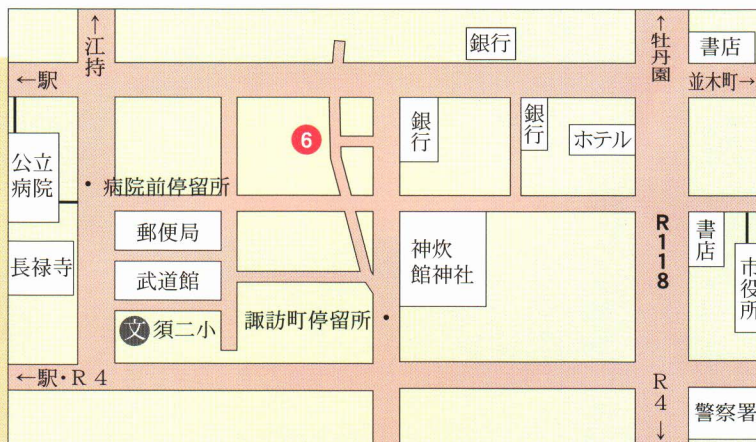 ↑江持
銀行
↑牡丹園
書店
←駅
並木町→
6
銀行
銀行
ホテル
公立
病院
病院前停留所
郵便局
神炊
館神社
R118
書店
長禄寺
武道館
市役所
文 須二小
諏訪町停留所
←駅・R4
R4↓
警察署